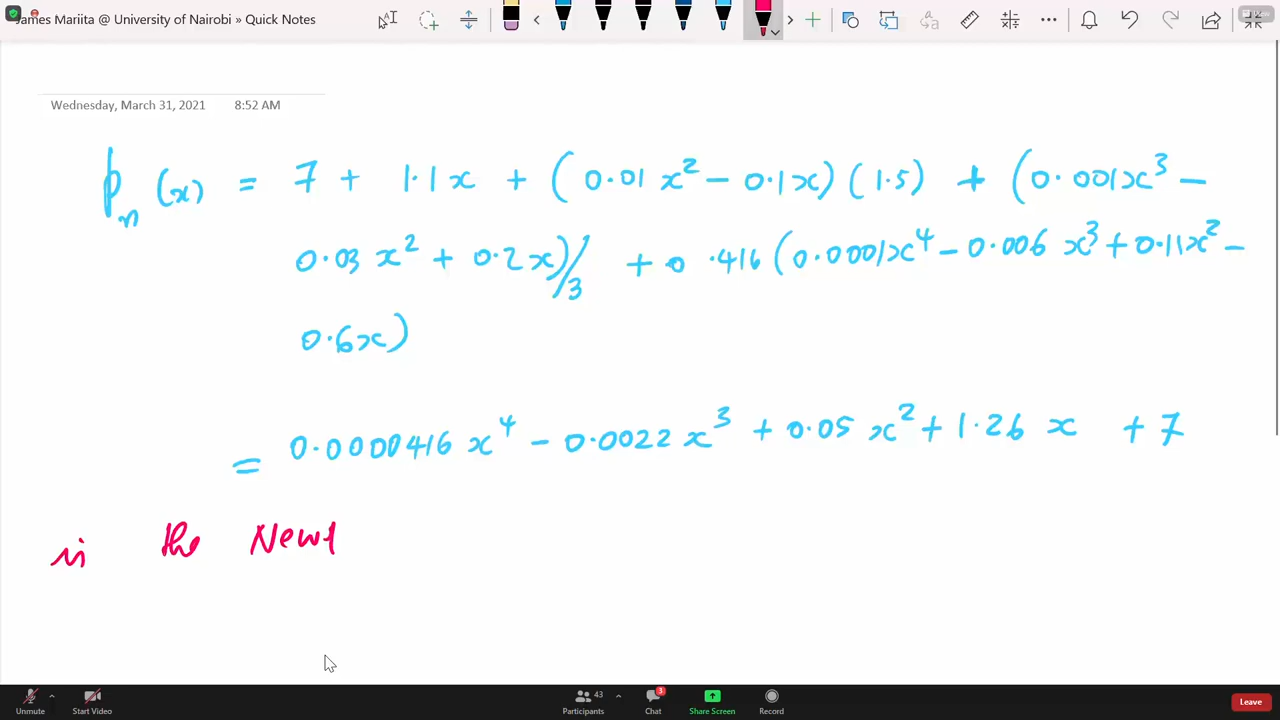 James Mariita @ University of Nairobi » Quick Notes
View
Wednesday, March 31, 2021 8:52 AM
pₙ(x) = 7 + 1.1x + (0.01x² − 0.1x)(1.5) + (0.001x³ −
0.03x² + 0.2x)/3 + 0.416(0.0001x⁴ − 0.006x³ + 0.11x² −
0.6x)
= 0.0000416x⁴ − 0.0022x³ + 0.05x² + 1.26x + 7
is the Newt
Unmute Start Video 43 Participants 3 Chat Share Screen Record Leave